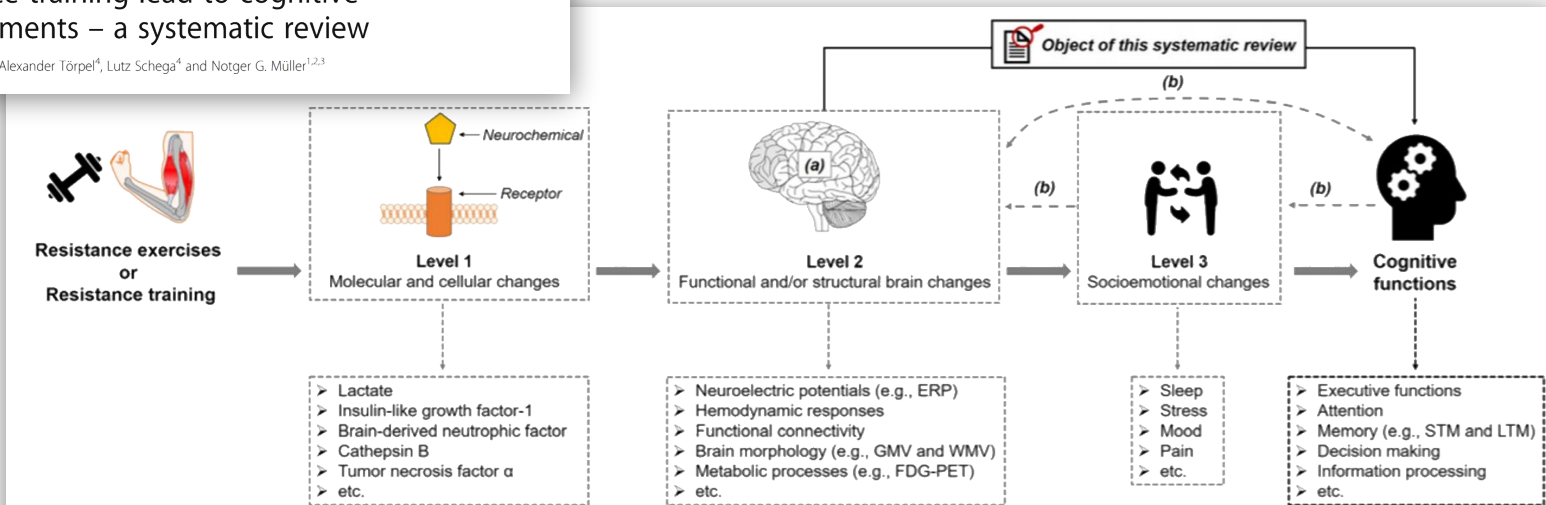 training lead to cognitive
ments – a systematic review
Alexander Törpel4, Lutz Schega4 and Notger G. Müller1,2,3
Object of this systematic review
(b)
Neurochemical
Receptor
(a)
(b)
(b)
Resistance exercises
or
Resistance training
Level 1
Molecular and cellular changes
Level 2
Functional and/or structural brain changes
Level 3
Socioemotional changes
Cognitive
functions
➢ Lactate
➢ Insulin-like growth factor-1
➢ Brain-derived neutrophic factor
➢ Cathepsin B
➢ Tumor necrosis factor α
➢ etc.
➢ Neuroelectric potentials (e.g., ERP)
➢ Hemodynamic responses
➢ Functional connectivity
➢ Brain morphology (e.g., GMV and WMV)
➢ Metabolic processes (e.g., FDG-PET)
➢ etc.
➢ Sleep
➢ Stress
➢ Mood
➢ Pain
➢ etc.
➢ Executive functions
➢ Attention
➢ Memory (e.g., STM and LTM)
➢ Decision making
➢ Information processing
➢ etc.